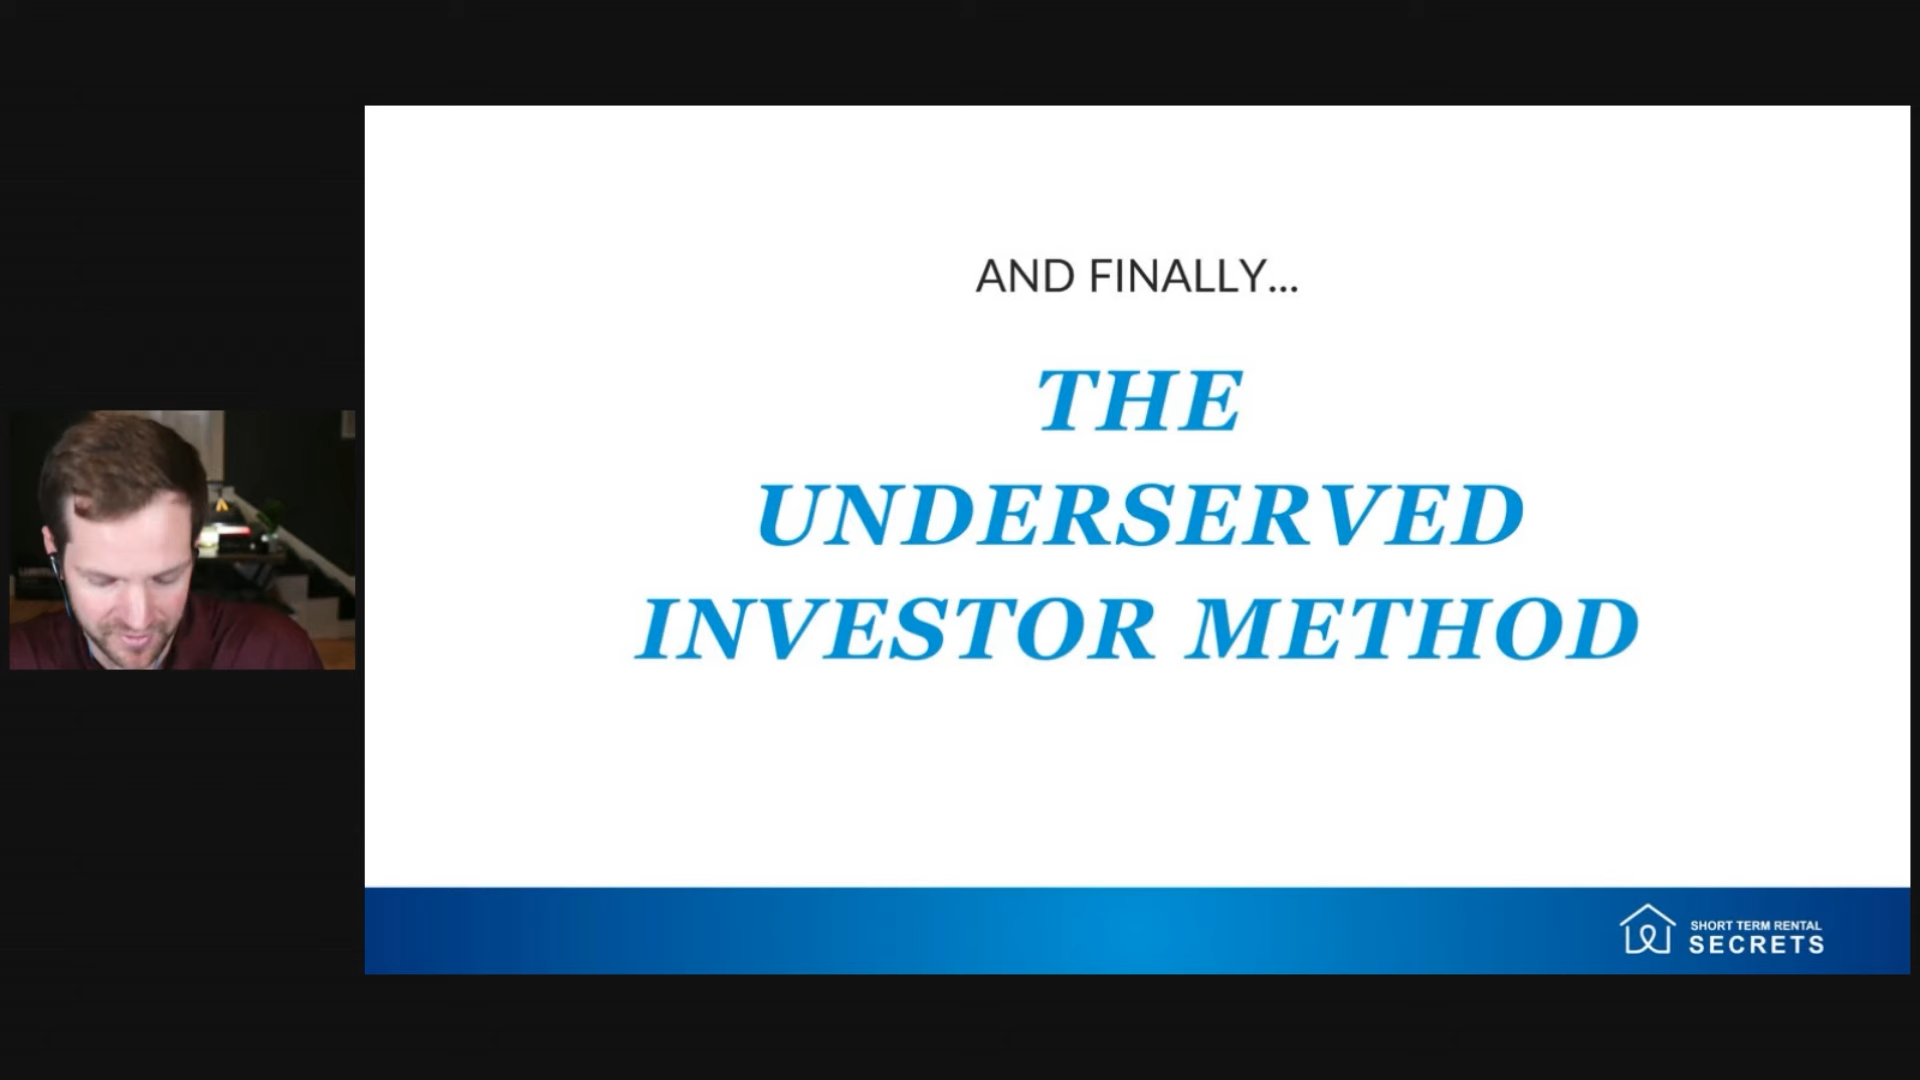 AND FINALLY...
THE
UNDERSERVED
INVESTOR METHOD
SHORT TERM RENTAL
SECRETS